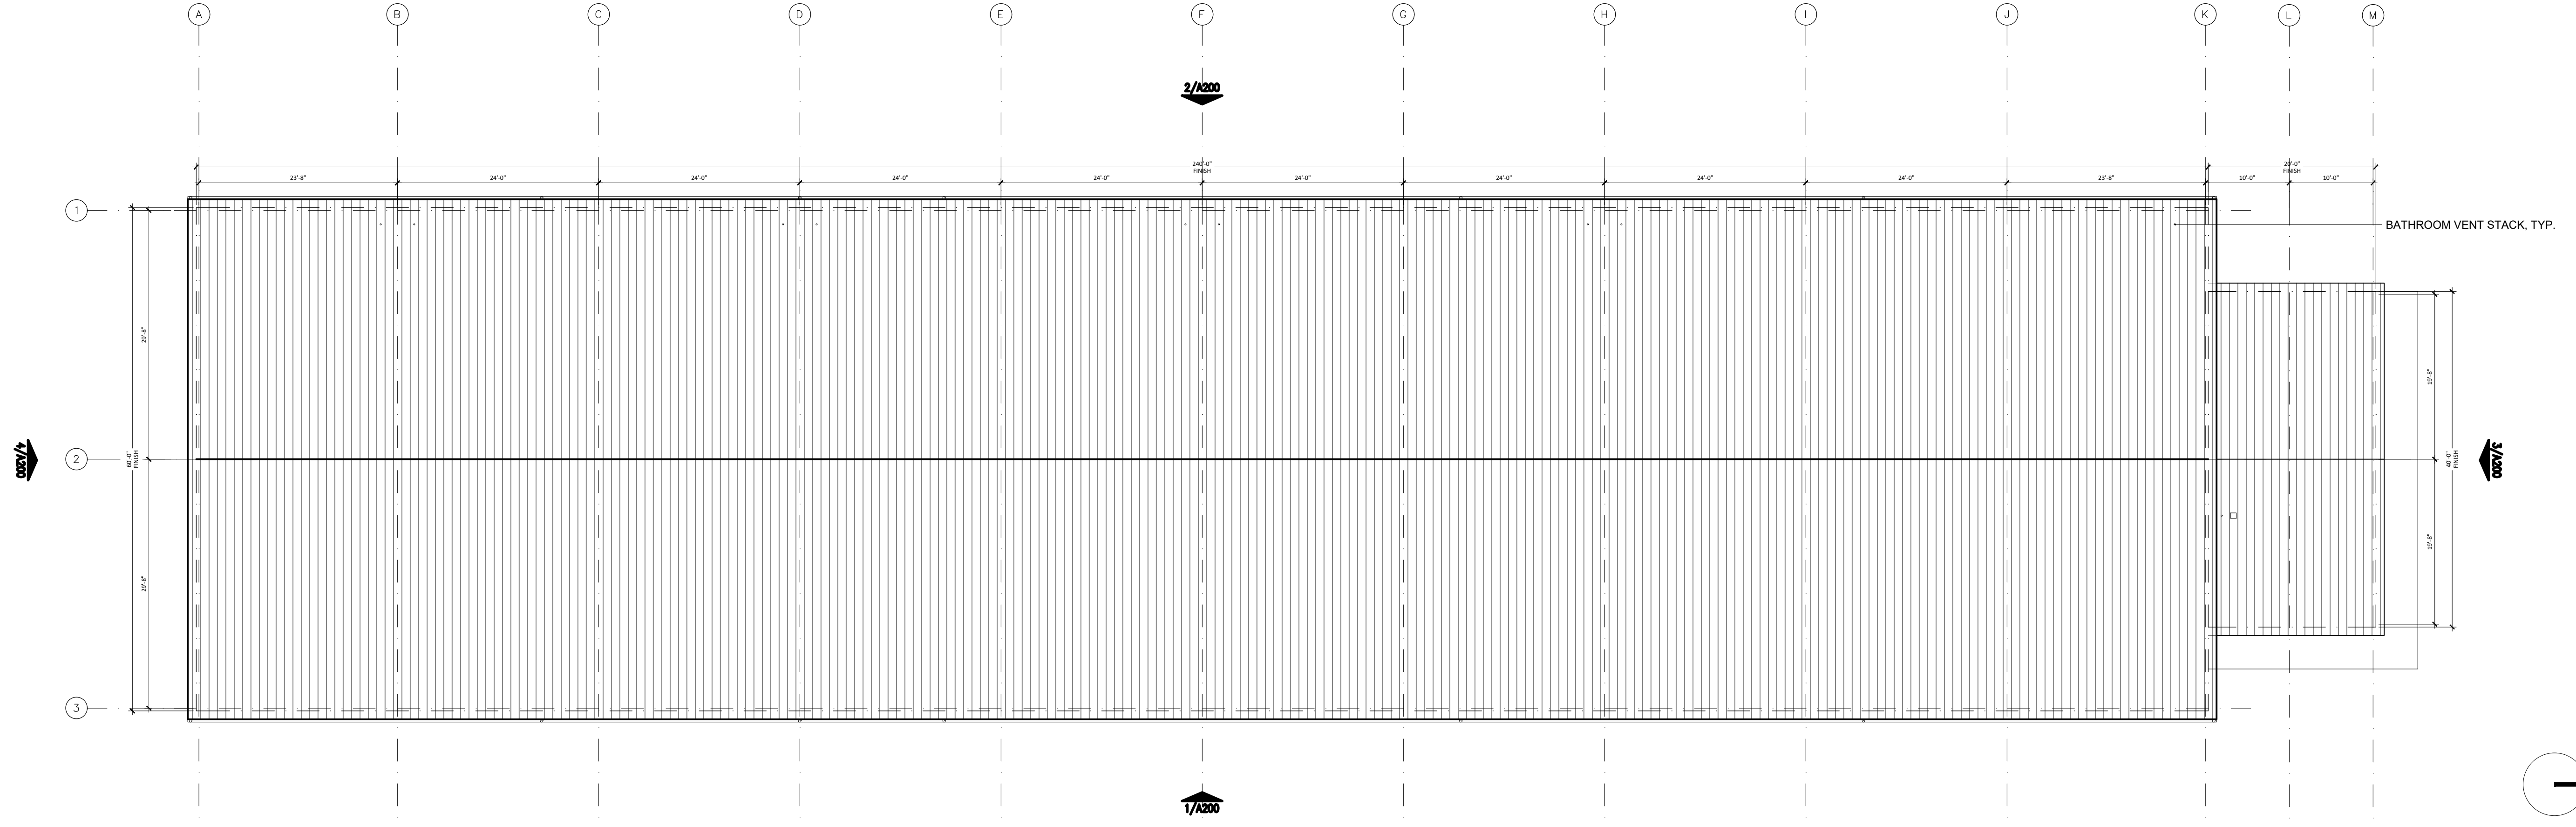 A
B
C
D
E
F
G
H
I
J
K
L
M
2/A200
240'-0"
FINISH
20'-0"
FINISH
23'-8"
24'-0"
24'-0"
24'-0"
24'-0"
24'-0"
24'-0"
24'-0"
24'-0"
23'-8"
10'-0"
10'-0"
1
BATHROOM VENT STACK, TYP.
29'-8"
19'-8"
4/A200
2
60'-0"
FINISH
40'-0"
FINISH
3/A200
29'-8"
19'-8"
3
1/A200